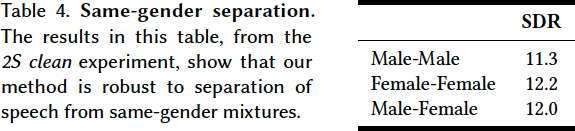 Table 4. Same-gender separation.
The results in this table, from the
2S clean experiment, show that our
method is robust to separation of
speech from same-gender mixtures.
SDR
Male-Male 11.3
Female-Female 12.2
Male-Female 12.0